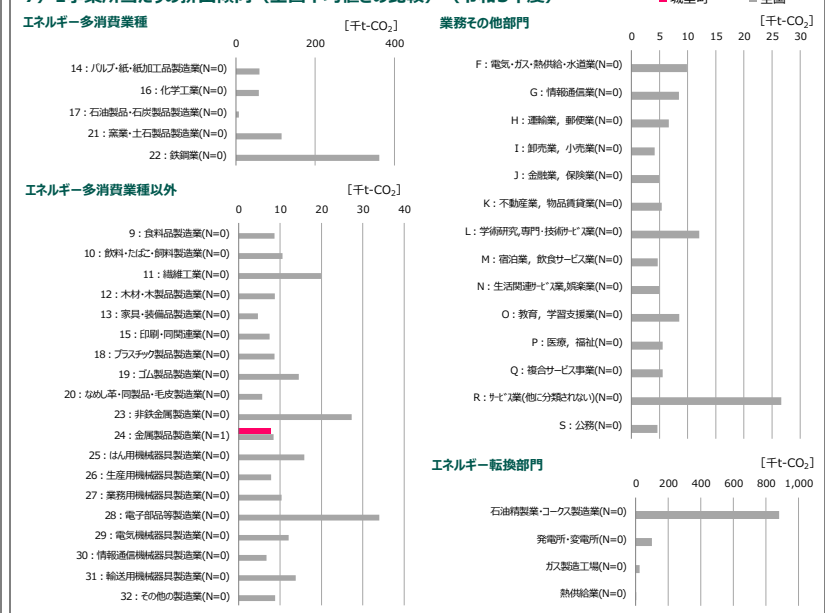 エネルギー多消費業種
[千t-CO₂]
0 200 400
14:パルプ・紙・紙加工品製造業(N=0)
16:化学工業(N=0)
17:石油製品・石炭製品製造業(N=0)
21:窯業・土石製品製造業(N=0)
22:鉄鋼業(N=0)
エネルギー多消費業種以外
[千t-CO₂]
0 10 20 30 40
9:食料品製造業(N=0)
10:飲料・たばこ・飼料製造業(N=0)
11:繊維工業(N=0)
12:木材・木製品製造業(N=0)
13:家具・装備品製造業(N=0)
15:印刷・同関連業(N=0)
18:プラスチック製品製造業(N=0)
19:ゴム製品製造業(N=0)
20:なめし革・同製品・毛皮製造業(N=0)
23:非鉄金属製造業(N=0)
24:金属製品製造業(N=1)
25:はん用機械器具製造業(N=0)
26:生産用機械器具製造業(N=0)
27:業務用機械器具製造業(N=0)
28:電子部品等製造業(N=0)
29:電気機械器具製造業(N=0)
30:情報通信機械器具製造業(N=0)
31:輸送用機械器具製造業(N=0)
32:その他の製造業(N=0)
業務その他部門
[千t-CO₂]
0 5 10 15 20 25 30
F:電気・ガス・熱供給・水道業(N=0)
G:情報通信業(N=0)
H:運輸業，郵便業(N=0)
I:卸売業，小売業(N=0)
J:金融業，保険業(N=0)
K:不動産業，物品賃貸業(N=0)
L:学術研究,専門・技術ｻｰﾋﾞｽ業(N=0)
M:宿泊業，飲食サービス業(N=0)
N:生活関連ｻｰﾋﾞｽ業,娯楽業(N=0)
O:教育，学習支援業(N=0)
P:医療，福祉(N=0)
Q:複合サービス事業(N=0)
R:ｻｰﾋﾞｽ業(他に分類されない)(N=0)
S:公務(N=0)
エネルギー転換部門
[千t-CO₂]
0 200 400 600 800 1,000
石油精製業・コークス製造業(N=0)
発電所・変電所(N=0)
ガス製造工場(N=0)
熱供給業(N=0)